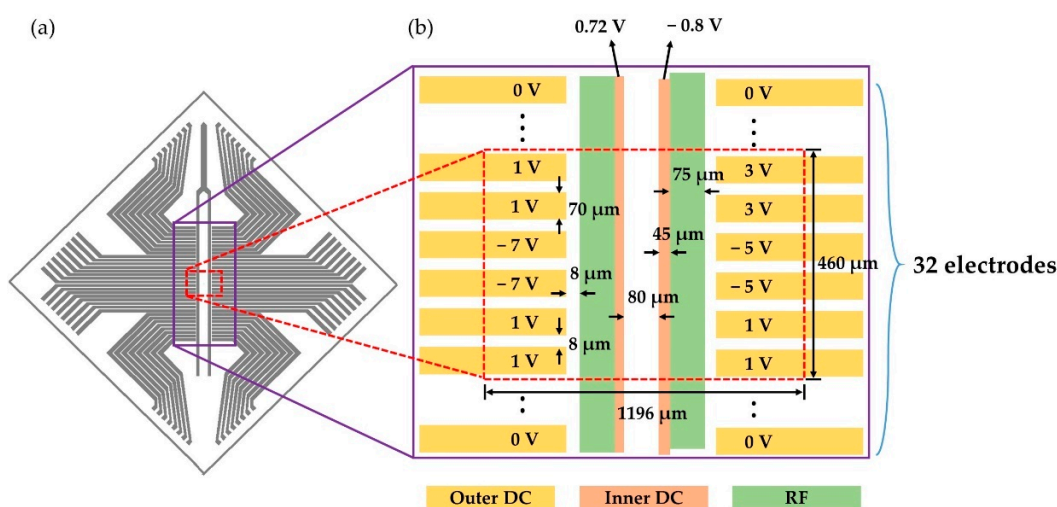 (a)
(b)
0.72 V
− 0.8 V
0 V
0 V
1 V
3 V
75 μm
1 V
70 μm
3 V
− 7 V
45 μm
− 5 V
460 μm
32 electrodes
8 μm
− 7 V
80 μm
− 5 V
1 V
1 V
8 μm
1 V
1 V
1196 μm
0 V
0 V
Outer DC
Inner DC
RF